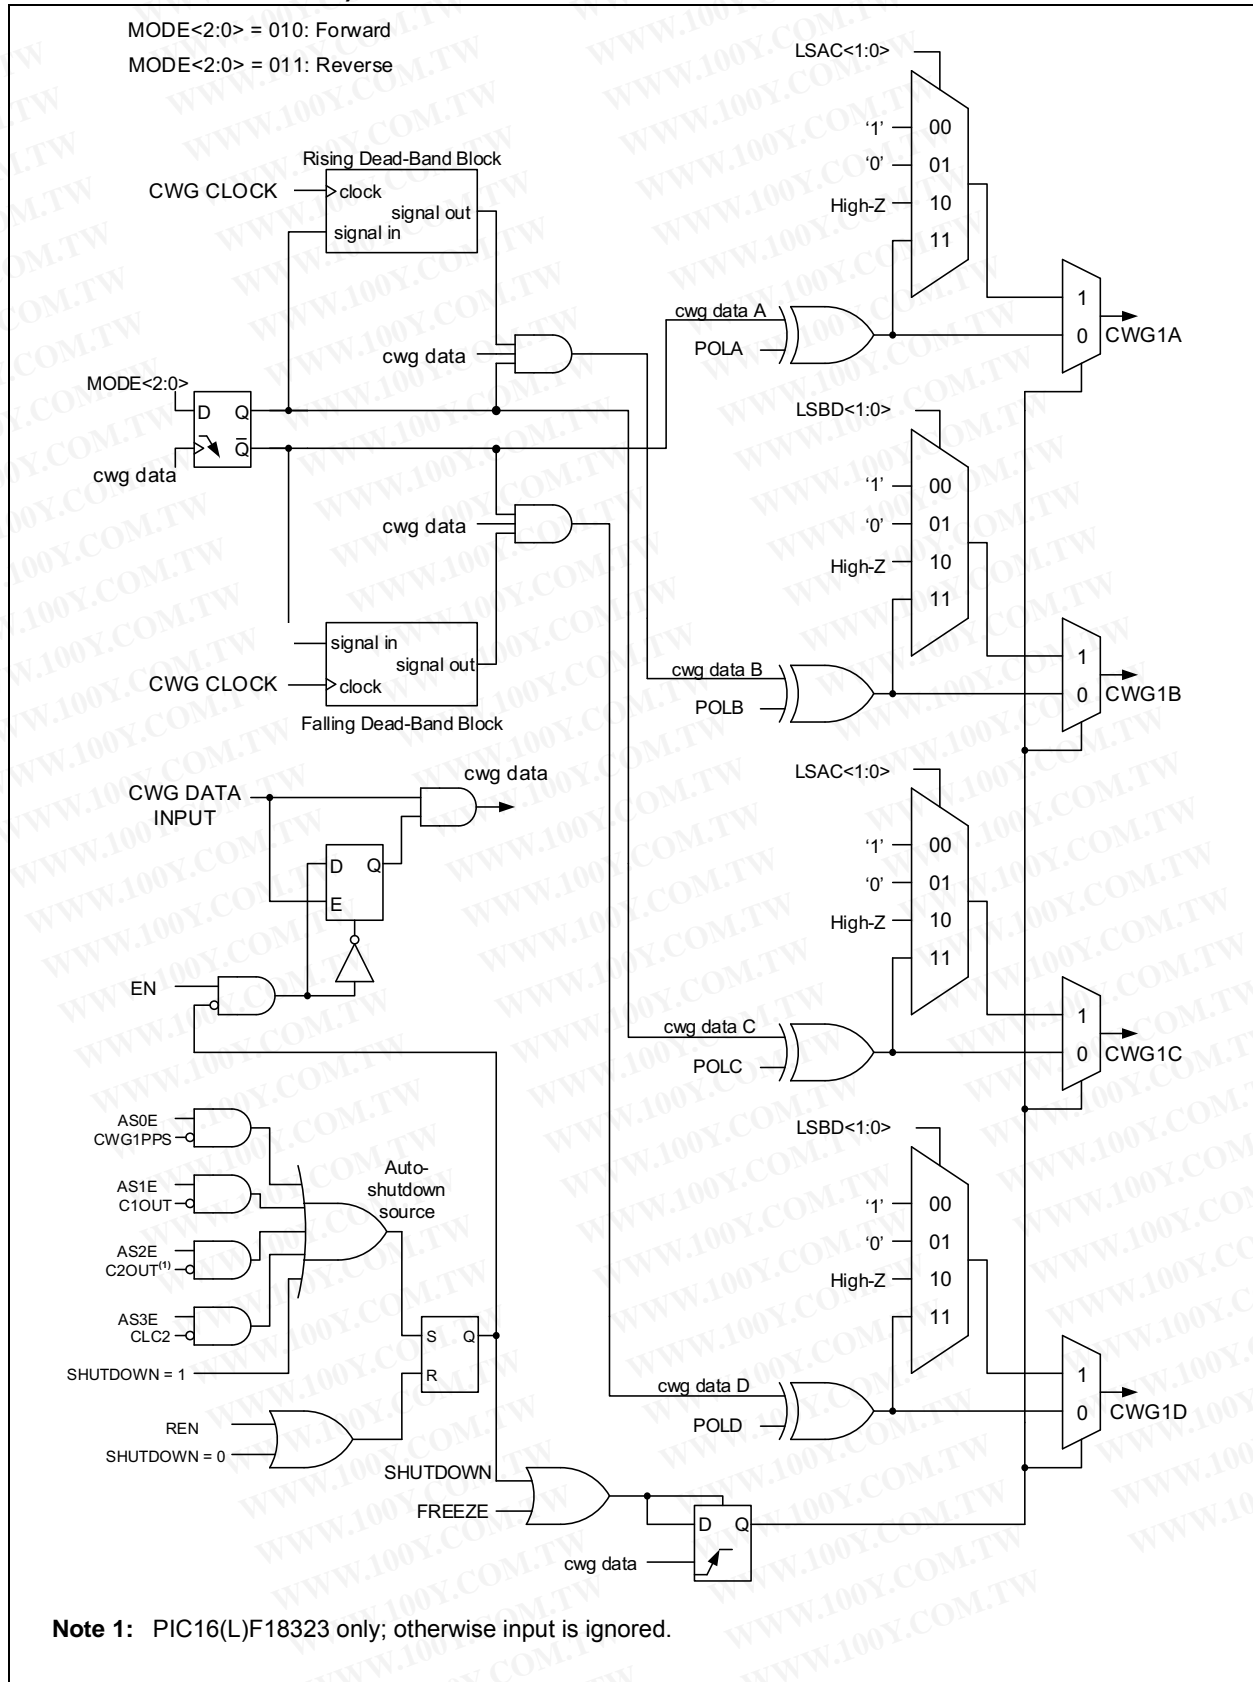 MODE<2:0> = 010: Forward
MODE<2:0> = 011: Reverse
LSAC<1:0>
'1'
00
'0'
01
High-Z
10
11
Rising Dead-Band Block
CWG CLOCK
clock
signal out
signal in
cwg data A
POLA
1
0
CWG1A
cwg data
MODE<2:0>
D
Q
Q̅
cwg data
LSBD<1:0>
'1'
00
'0'
01
High-Z
10
11
cwg data
signal in
signal out
CWG CLOCK
clock
Falling Dead-Band Block
cwg data B
POLB
1
0
CWG1B
cwg data
CWG DATA
INPUT
D
Q
E
EN
LSAC<1:0>
'1'
00
'0'
01
High-Z
10
11
cwg data C
POLC
1
0
CWG1C
AS0E
CWG1PPS
AS1E
C1OUT
AS2E
C2OUT(1)
AS3E
CLC2
SHUTDOWN = 1
Auto-
shutdown
source
S
Q
R
REN
SHUTDOWN = 0
LSBD<1:0>
'1'
00
'0'
01
High-Z
10
11
cwg data D
POLD
1
0
CWG1D
SHUTDOWN
FREEZE
D
Q
cwg data
Note 1: PIC16(L)F18323 only; otherwise input is ignored.
WWW.100Y.COM.TW